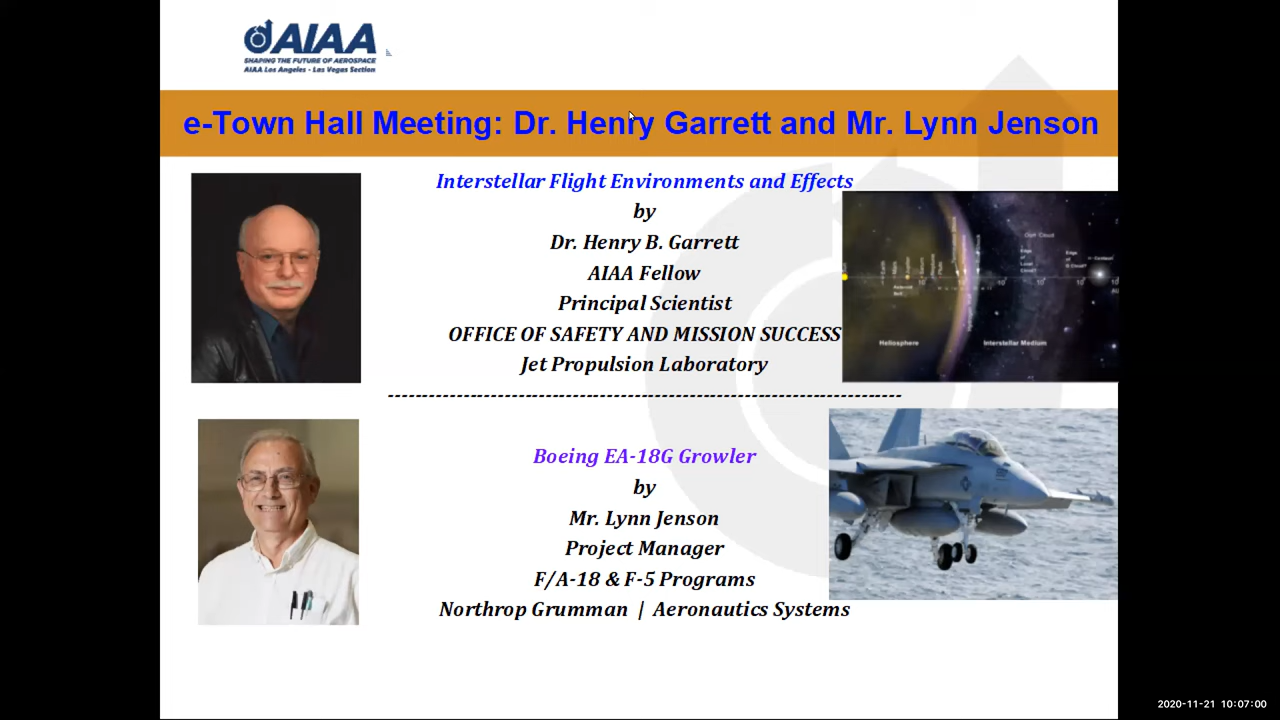 AIAA
SHAPING THE FUTURE OF AEROSPACE
AIAA Los Angeles - Las Vegas Section
e-Town Hall Meeting: Dr. Henry Garrett and Mr. Lynn Jenson
Interstellar Flight Environments and Effects
by
Dr. Henry B. Garrett
AIAA Fellow
Principal Scientist
OFFICE OF SAFETY AND MISSION SUCCESS
Jet Propulsion Laboratory
Heliosphere
Interstellar Medium
--------------------------------------------------------------------------
Boeing EA-18G Growler
by
Mr. Lynn Jenson
Project Manager
F/A-18 & F-5 Programs
Northrop Grumman | Aeronautics Systems
2020-11-21 10:07:00